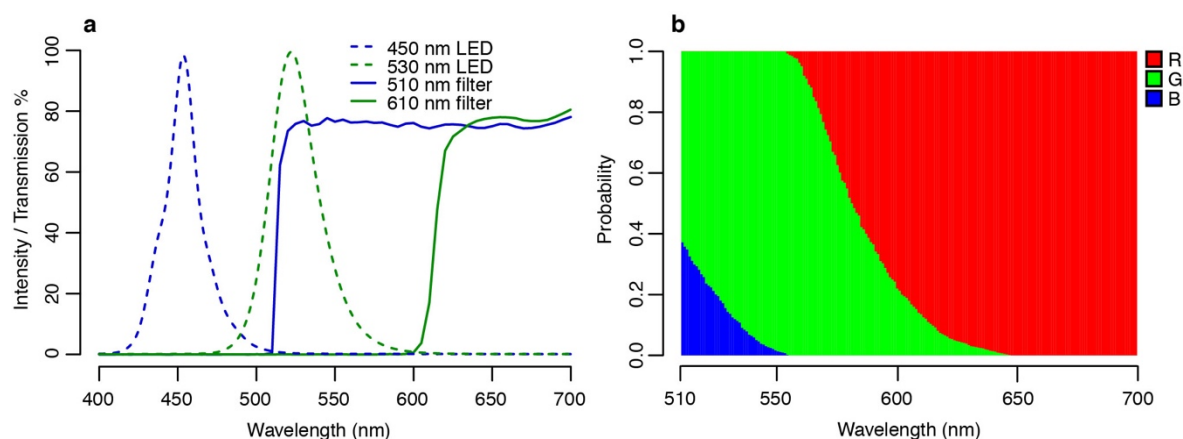 a
450 nm LED
530 nm LED
510 nm filter
610 nm filter
Intensity / Transmission %
100
80
60
40
20
0
400 450 500 550 600 650 700
Wavelength (nm)
b
R
G
B
Probability
1.0
0.8
0.6
0.4
0.2
0.0
510 550 600 650 700
Wavelength (nm)